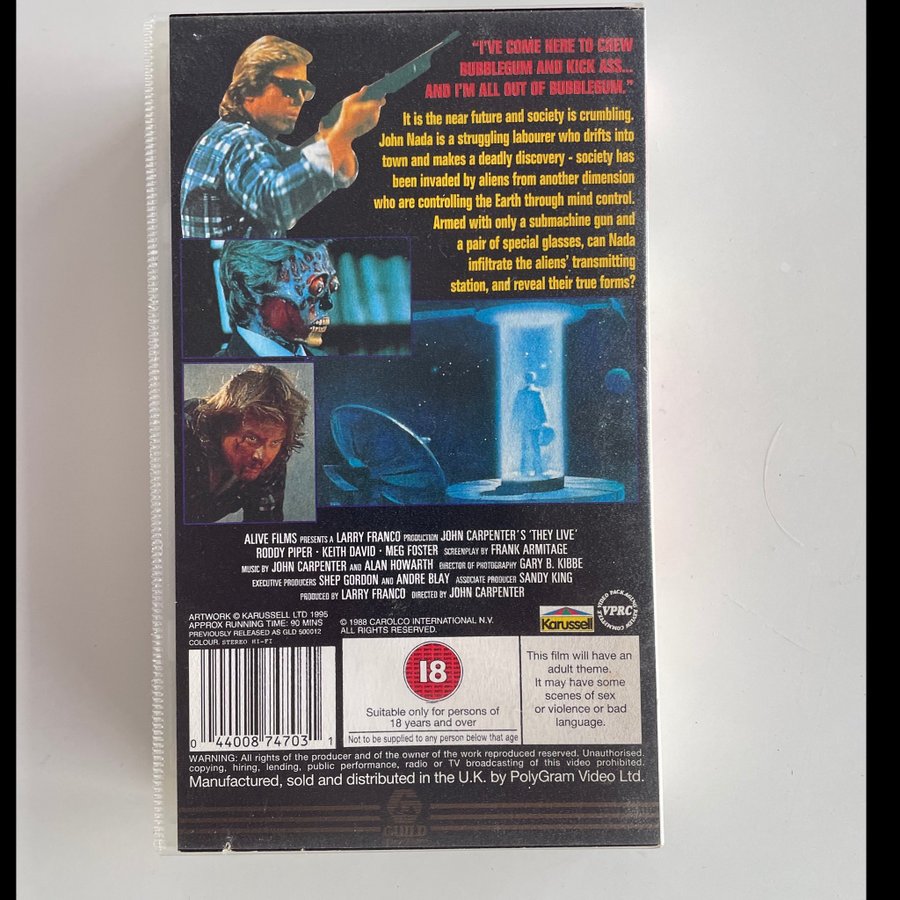 "I'VE COME HERE TO CHEW
BUBBLEGUM AND KICK ASS...
AND I'M ALL OUT OF BUBBLEGUM."
It is the near future and society is crumbling.
John Nada is a struggling labourer who drifts into
town and makes a deadly discovery - society has
been invaded by aliens from another dimension
who are controlling the Earth through mind control.
Armed with only a submachine gun and
a pair of special glasses, can Nada
infiltrate the aliens' transmitting
station, and reveal their true forms?
ALIVE FILMS PRESENTS A LARRY FRANCO PRODUCTION JOHN CARPENTER'S 'THEY LIVE'
RODDY PIPER · KEITH DAVID · MEG FOSTER SCREENPLAY BY FRANK ARMITAGE
MUSIC BY JOHN CARPENTER AND ALAN HOWARTH DIRECTOR OF PHOTOGRAPHY GARY B. KIBBE
EXECUTIVE PRODUCERS SHEP GORDON AND ANDRE BLAY ASSOCIATE PRODUCER SANDY KING
PRODUCED BY LARRY FRANCO DIRECTED BY JOHN CARPENTER
ARTWORK © KARUSSELL LTD 1995
APPROX RUNNING TIME: 90 MINS
PREVIOUSLY RELEASED AS GLD 500012
COLOUR. STEREO HI-FI
© 1988 CAROLCO INTERNATIONAL N.V.
ALL RIGHTS RESERVED.
Karussell
VIDEO PACKAGING REVIEW COMMITTEE
VPRC
0 44008 74703 1
18
Suitable only for persons of
18 years and over
Not to be supplied to any person below that age
This film will have an
adult theme.
It may have some
scenes of sex
or violence or bad
language.
WARNING: All rights of the producer and of the owner of the work reproduced reserved. Unauthorised.
copying, hiring, lending, public performance, radio or TV broadcasting of this video prohibited.
Manufactured, sold and distributed in the U.K. by PolyGram Video Ltd.
GUILD